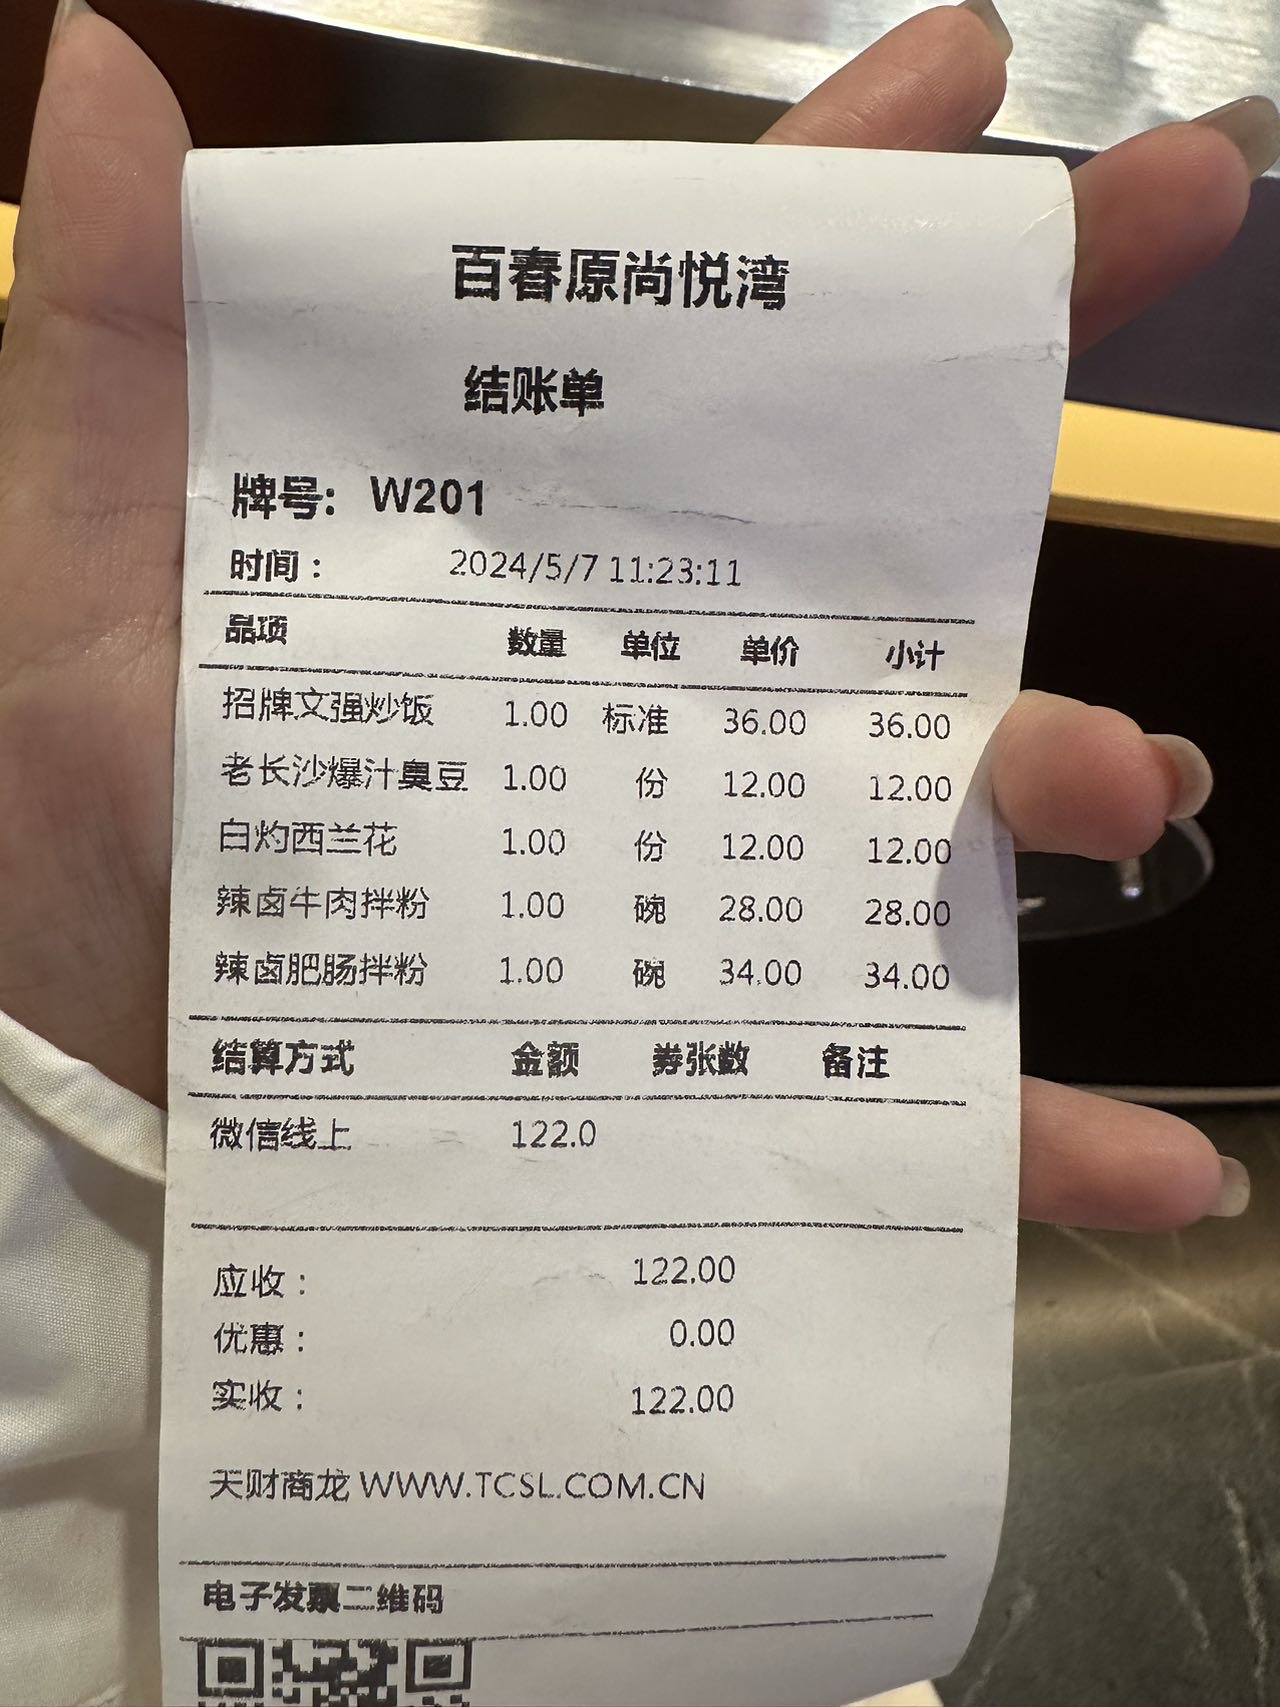 百春原尚悦湾
结账单
牌号: W201
时间： 2024/5/7 11:23:11
品项 数量 单位 单价 小计
招牌文强炒饭 1.00 标准 36.00 36.00
老长沙爆汁臭豆 1.00 份 12.00 12.00
白灼西兰花 1.00 份 12.00 12.00
辣卤牛肉拌粉 1.00 碗 28.00 28.00
辣卤肥肠拌粉 1.00 碗 34.00 34.00
结算方式 金额 券张数 备注
微信线上 122.0
应收： 122.00
优惠： 0.00
实收： 122.00
天财商龙 WWW.TCSL.COM.CN
电子发票二维码